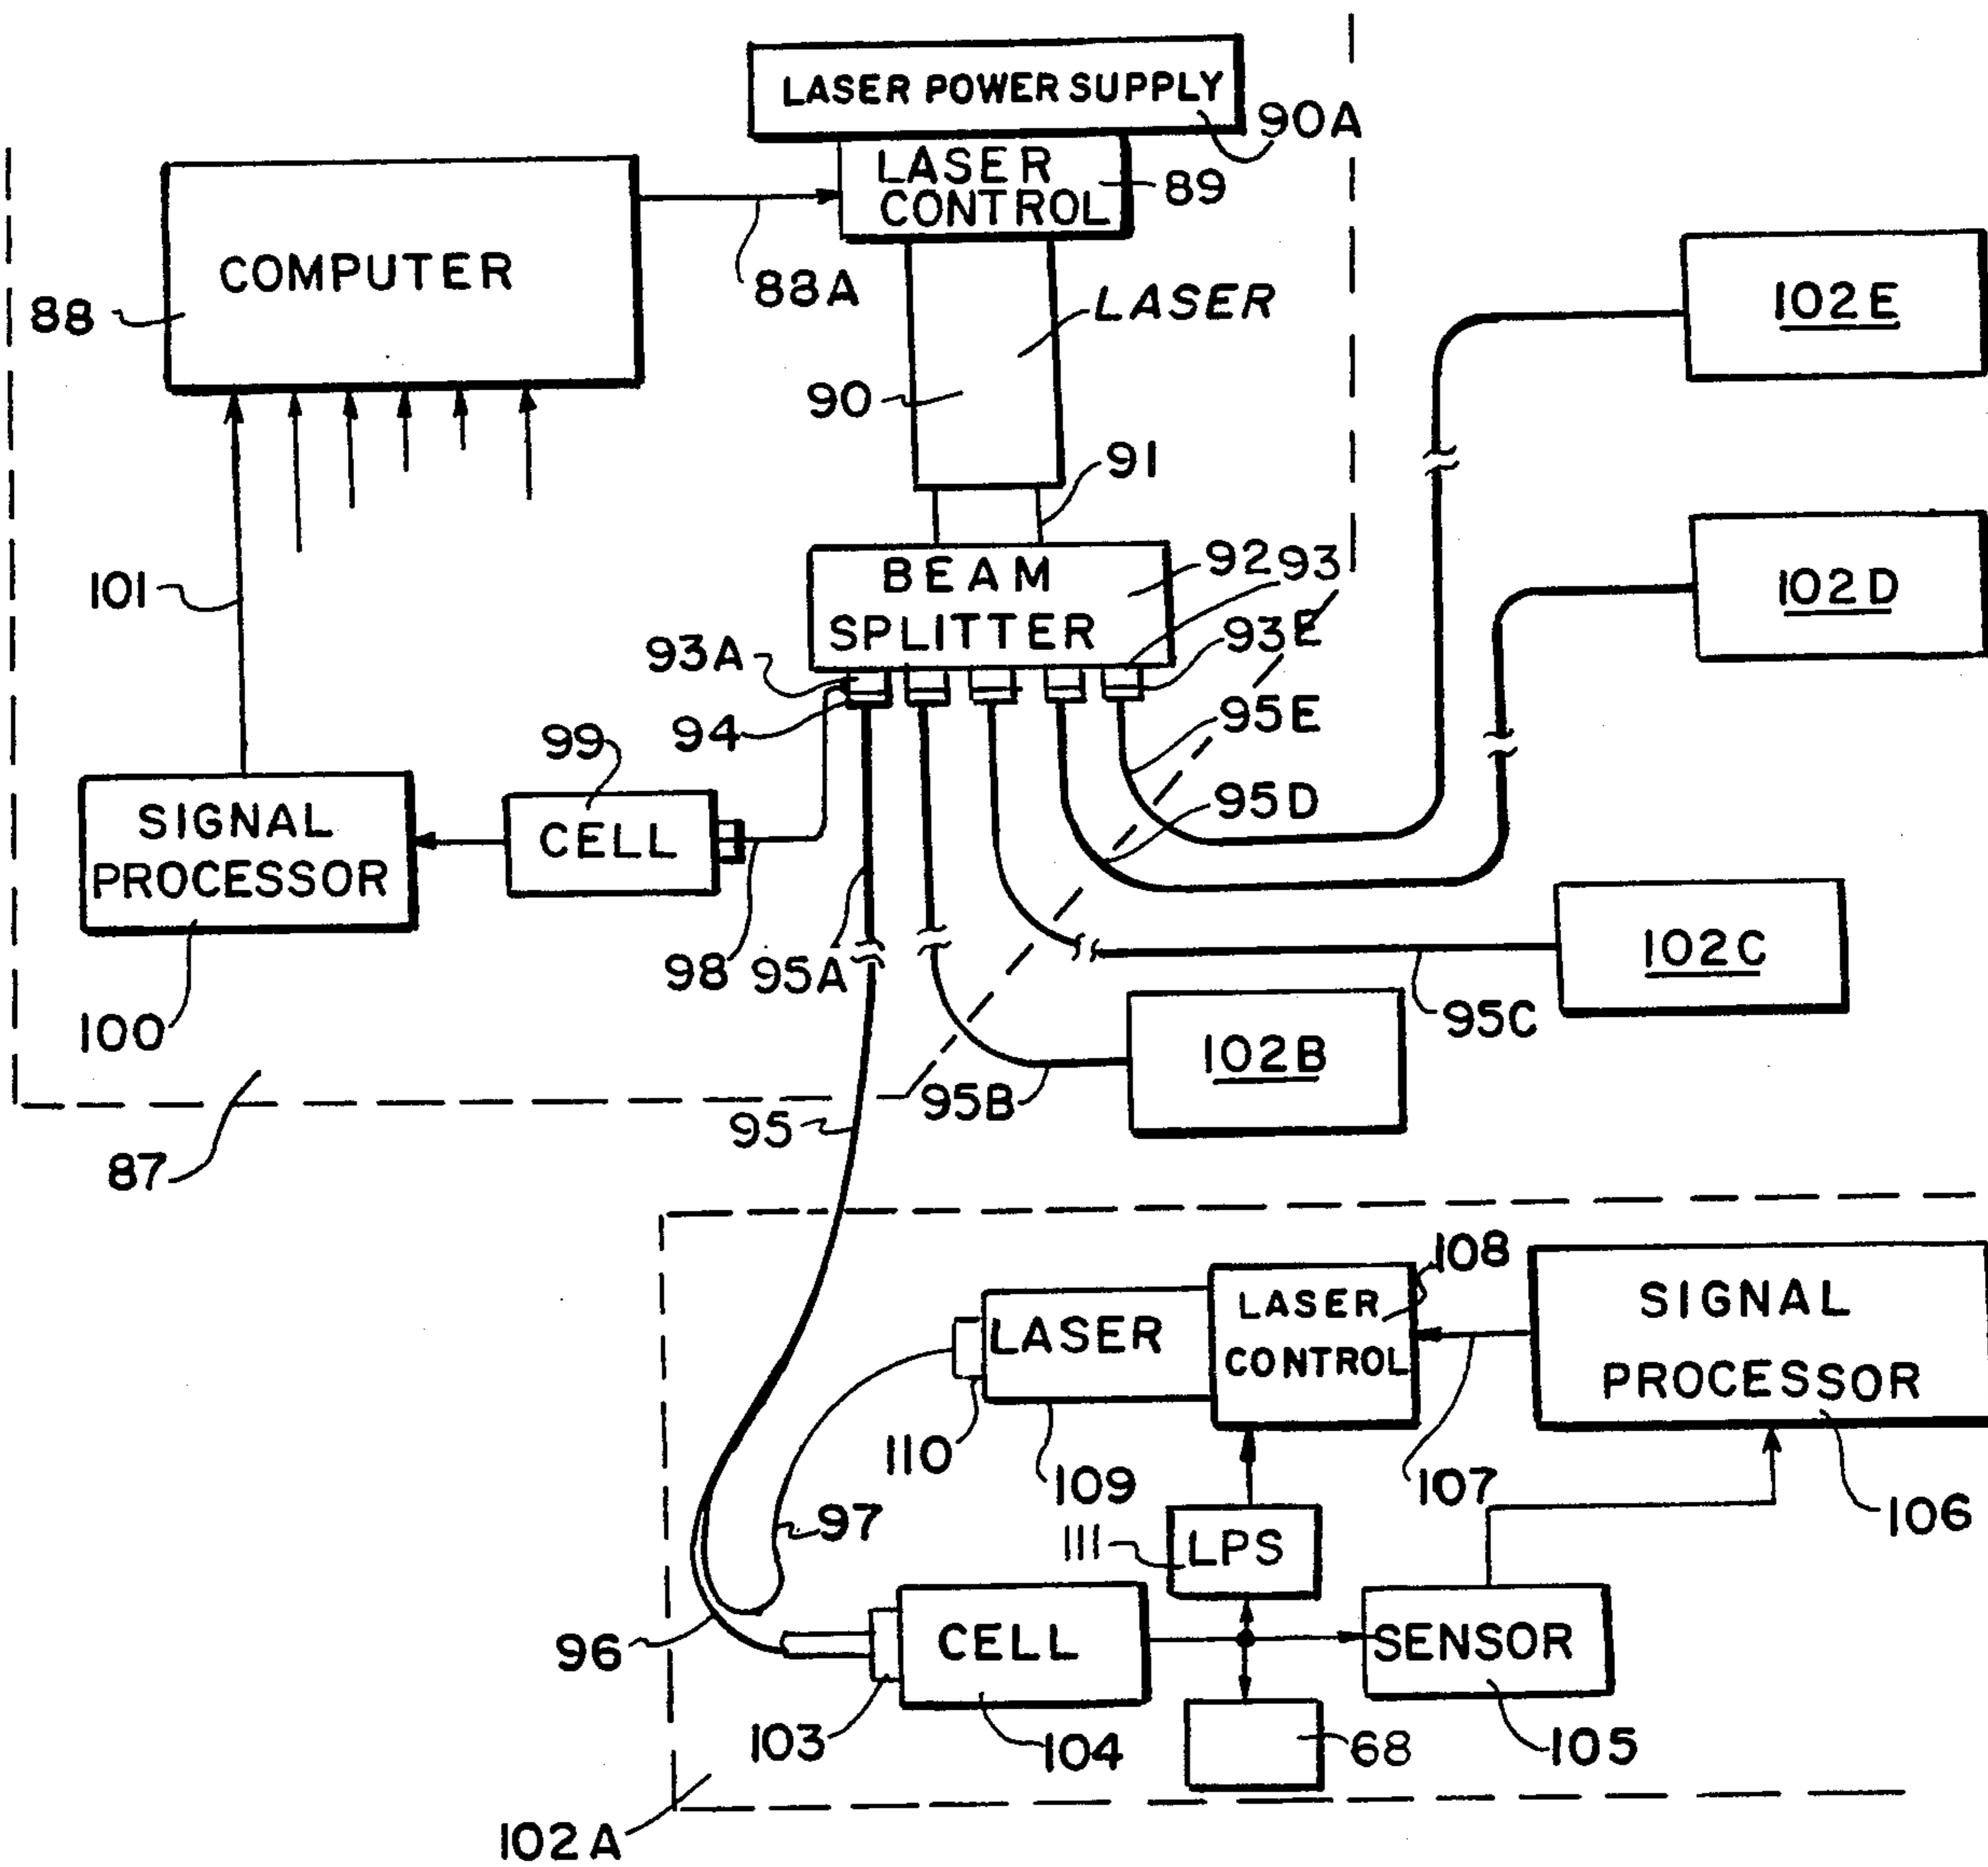 LASER POWER SUPPLY
90A
LASER
CONTROL
89
COMPUTER
88
88A
LASER
90
91
102E
BEAM
SPLITTER
92
93
93A
93E
94
101
102D
95E
95D
99
SIGNAL
PROCESSOR
CELL
98
95A
100
102C
95C
102B
95B
95
87
108
LASER
LASER
CONTROL
SIGNAL
PROCESSOR
110
109
107
106
97
111
LPS
96
CELL
SENSOR
103
104
68
105
102A